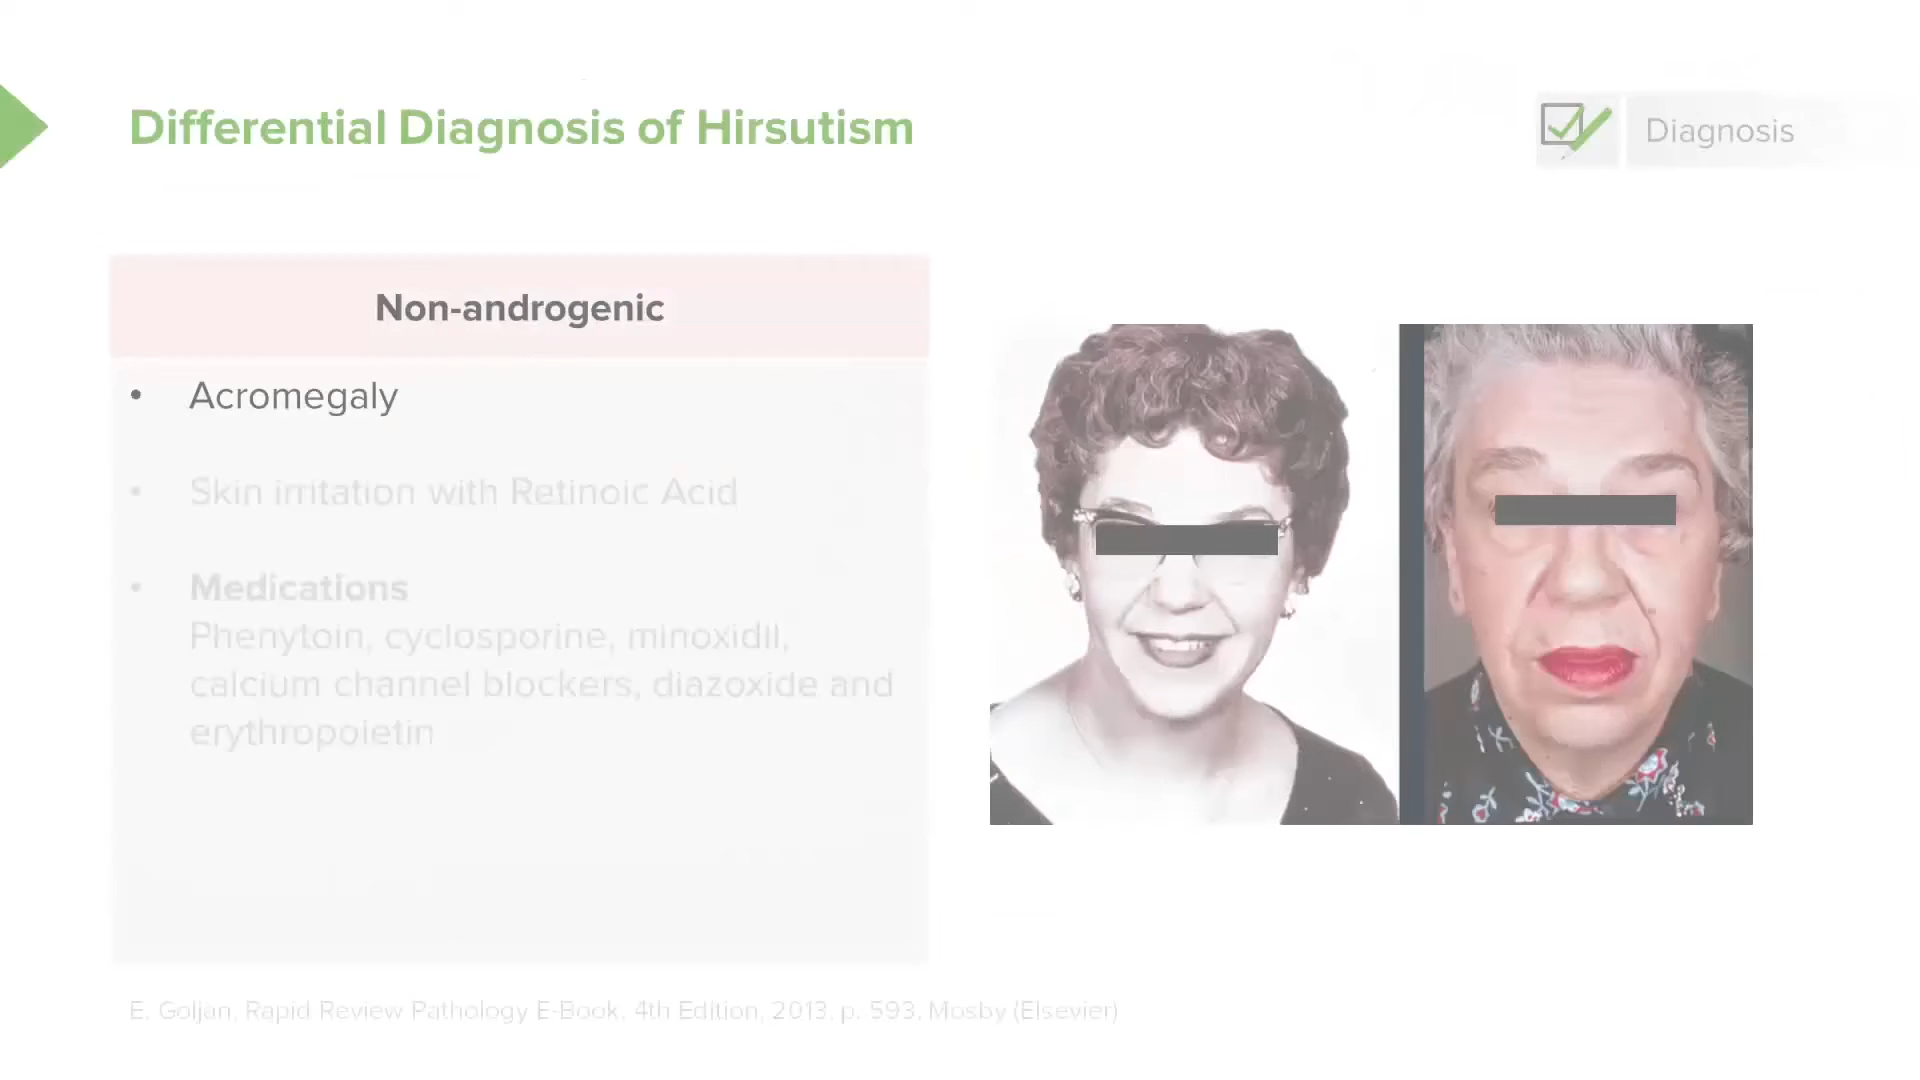 Differential Diagnosis of Hirsutism
Diagnosis
Non-androgenic
• Acromegaly
• Skin irritation with Retinoic Acid
• Medications
Phenytoin, cyclosporine, minoxidil,
calcium channel blockers, diazoxide and
erythropoietin
E. Goljan, Rapid Review Pathology E-Book, 4th Edition, 2013, p. 593, Mosby (Elsevier)